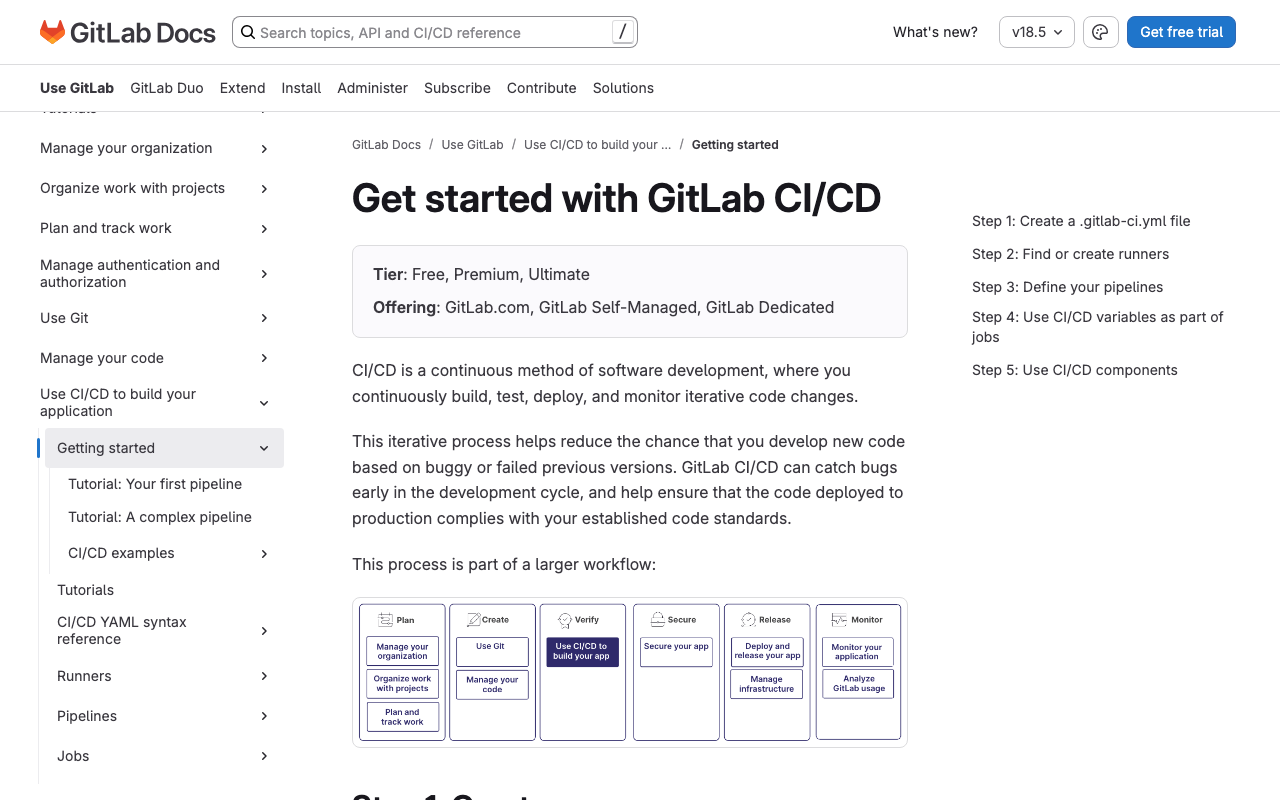 GitLab Docs
Search topics, API and CI/CD reference
/
What's new?
v18.5
Get free trial
Use GitLab
GitLab Duo
Extend
Install
Administer
Subscribe
Contribute
Solutions
Tutorials
Manage your organization
Organize work with projects
Plan and track work
Manage authentication and
authorization
Use Git
Manage your code
Use CI/CD to build your
application
Getting started
Tutorial: Your first pipeline
Tutorial: A complex pipeline
CI/CD examples
Tutorials
CI/CD YAML syntax
reference
Runners
Pipelines
Jobs
GitLab Docs / Use GitLab / Use CI/CD to build your ... / Getting started
Get started with GitLab CI/CD
Tier: Free, Premium, Ultimate
Offering: GitLab.com, GitLab Self-Managed, GitLab Dedicated
CI/CD is a continuous method of software development, where you
continuously build, test, deploy, and monitor iterative code changes.
This iterative process helps reduce the chance that you develop new code
based on buggy or failed previous versions. GitLab CI/CD can catch bugs
early in the development cycle, and help ensure that the code deployed to
production complies with your established code standards.
This process is part of a larger workflow:
Plan
Manage your
organization
Organize work
with projects
Plan and
track work
Create
Use Git
Manage your
code
Verify
Use CI/CD to
build your app
Secure
Secure your app
Release
Deploy and
release your app
Manage
infrastructure
Monitor
Monitor your
application
Analyze
GitLab usage
Step 1: Create a .gitlab-ci.yml file
Step 2: Find or create runners
Step 3: Define your pipelines
Step 4: Use CI/CD variables as part of
jobs
Step 5: Use CI/CD components